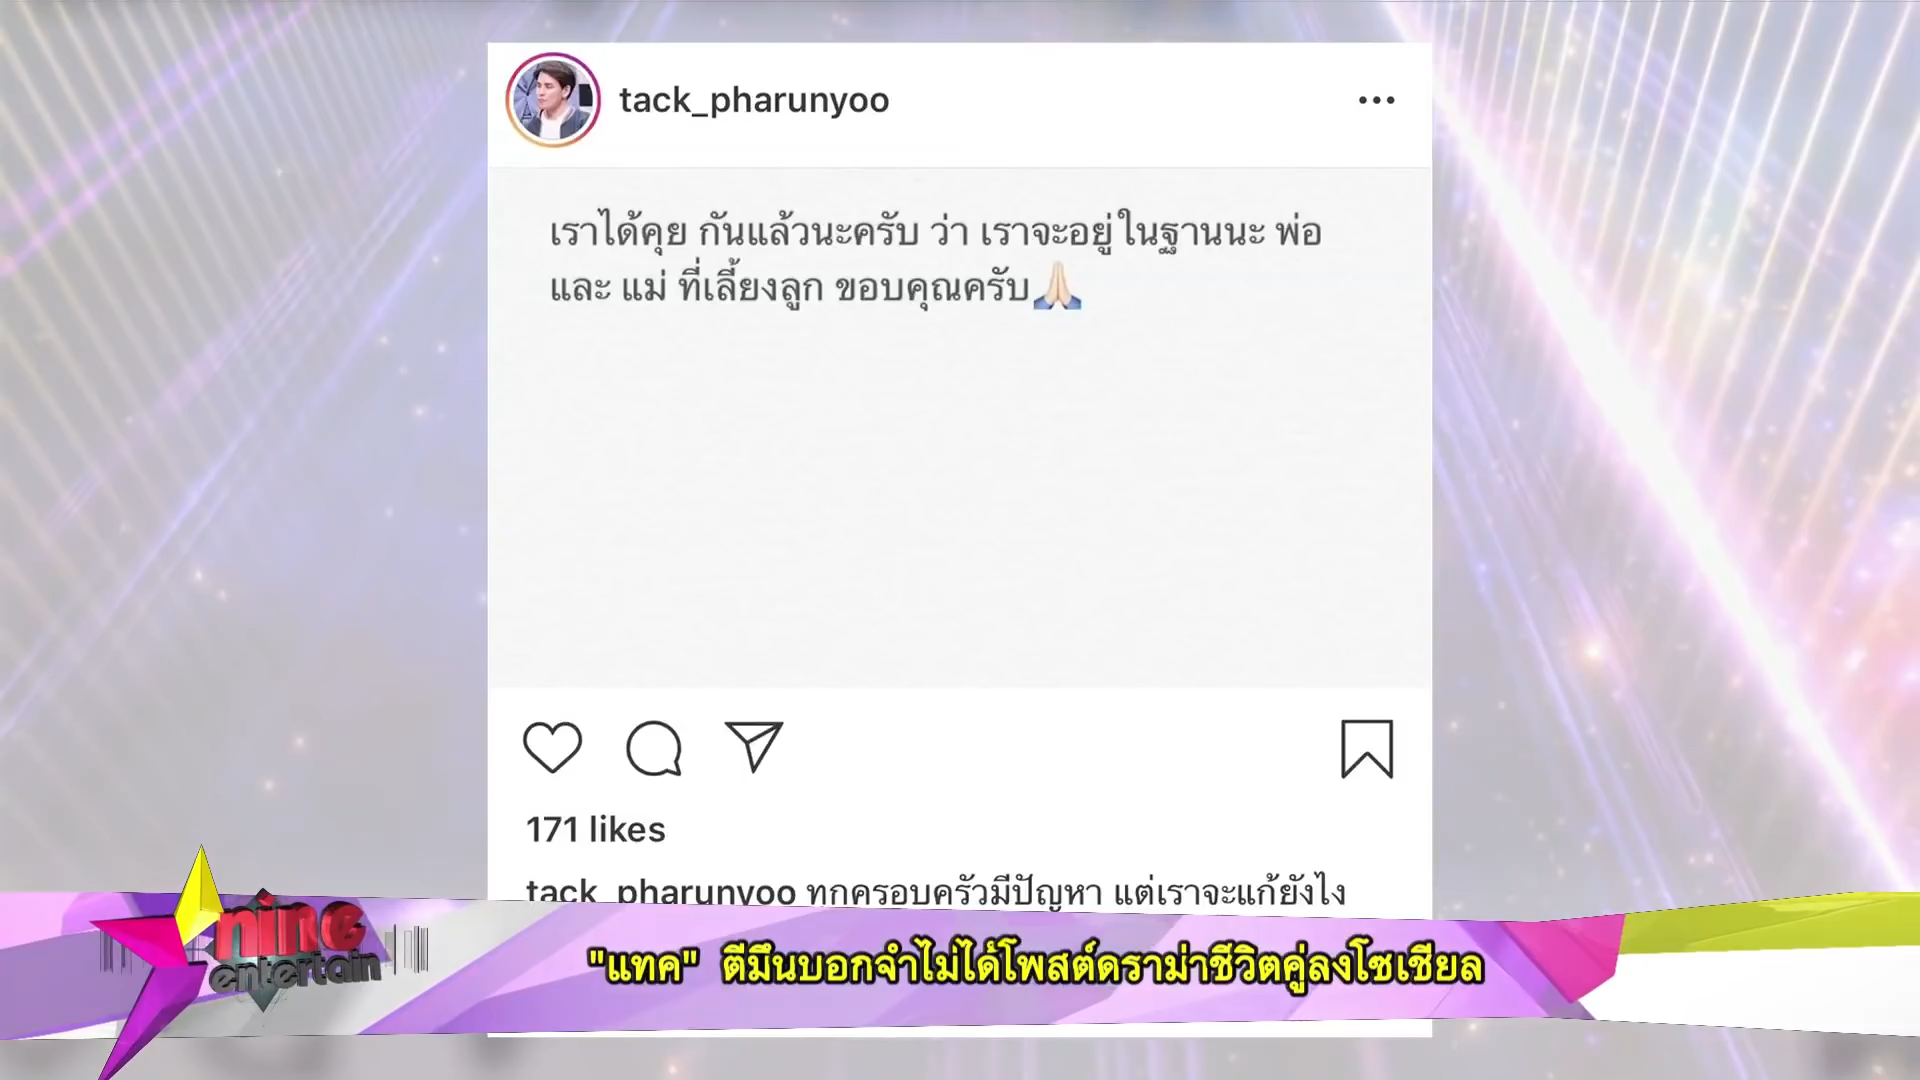 tack_pharunyoo
เราได้คุย กันแล้วนะครับ ว่า เราจะอยู่ในฐานนะ พ่อ
และ แม่ ที่เลี้ยงลูก ขอบคุณครับ🙏🏻
171 likes
tack_pharunyoo ทุกครอบครัวมีปัญหา แต่เราจะแก้ยังไง
nine
entertain
"แทค" ตีมึนบอกจำไม่ได้โพสต์ดราม่าชีวิตคู่ลงโซเชียล